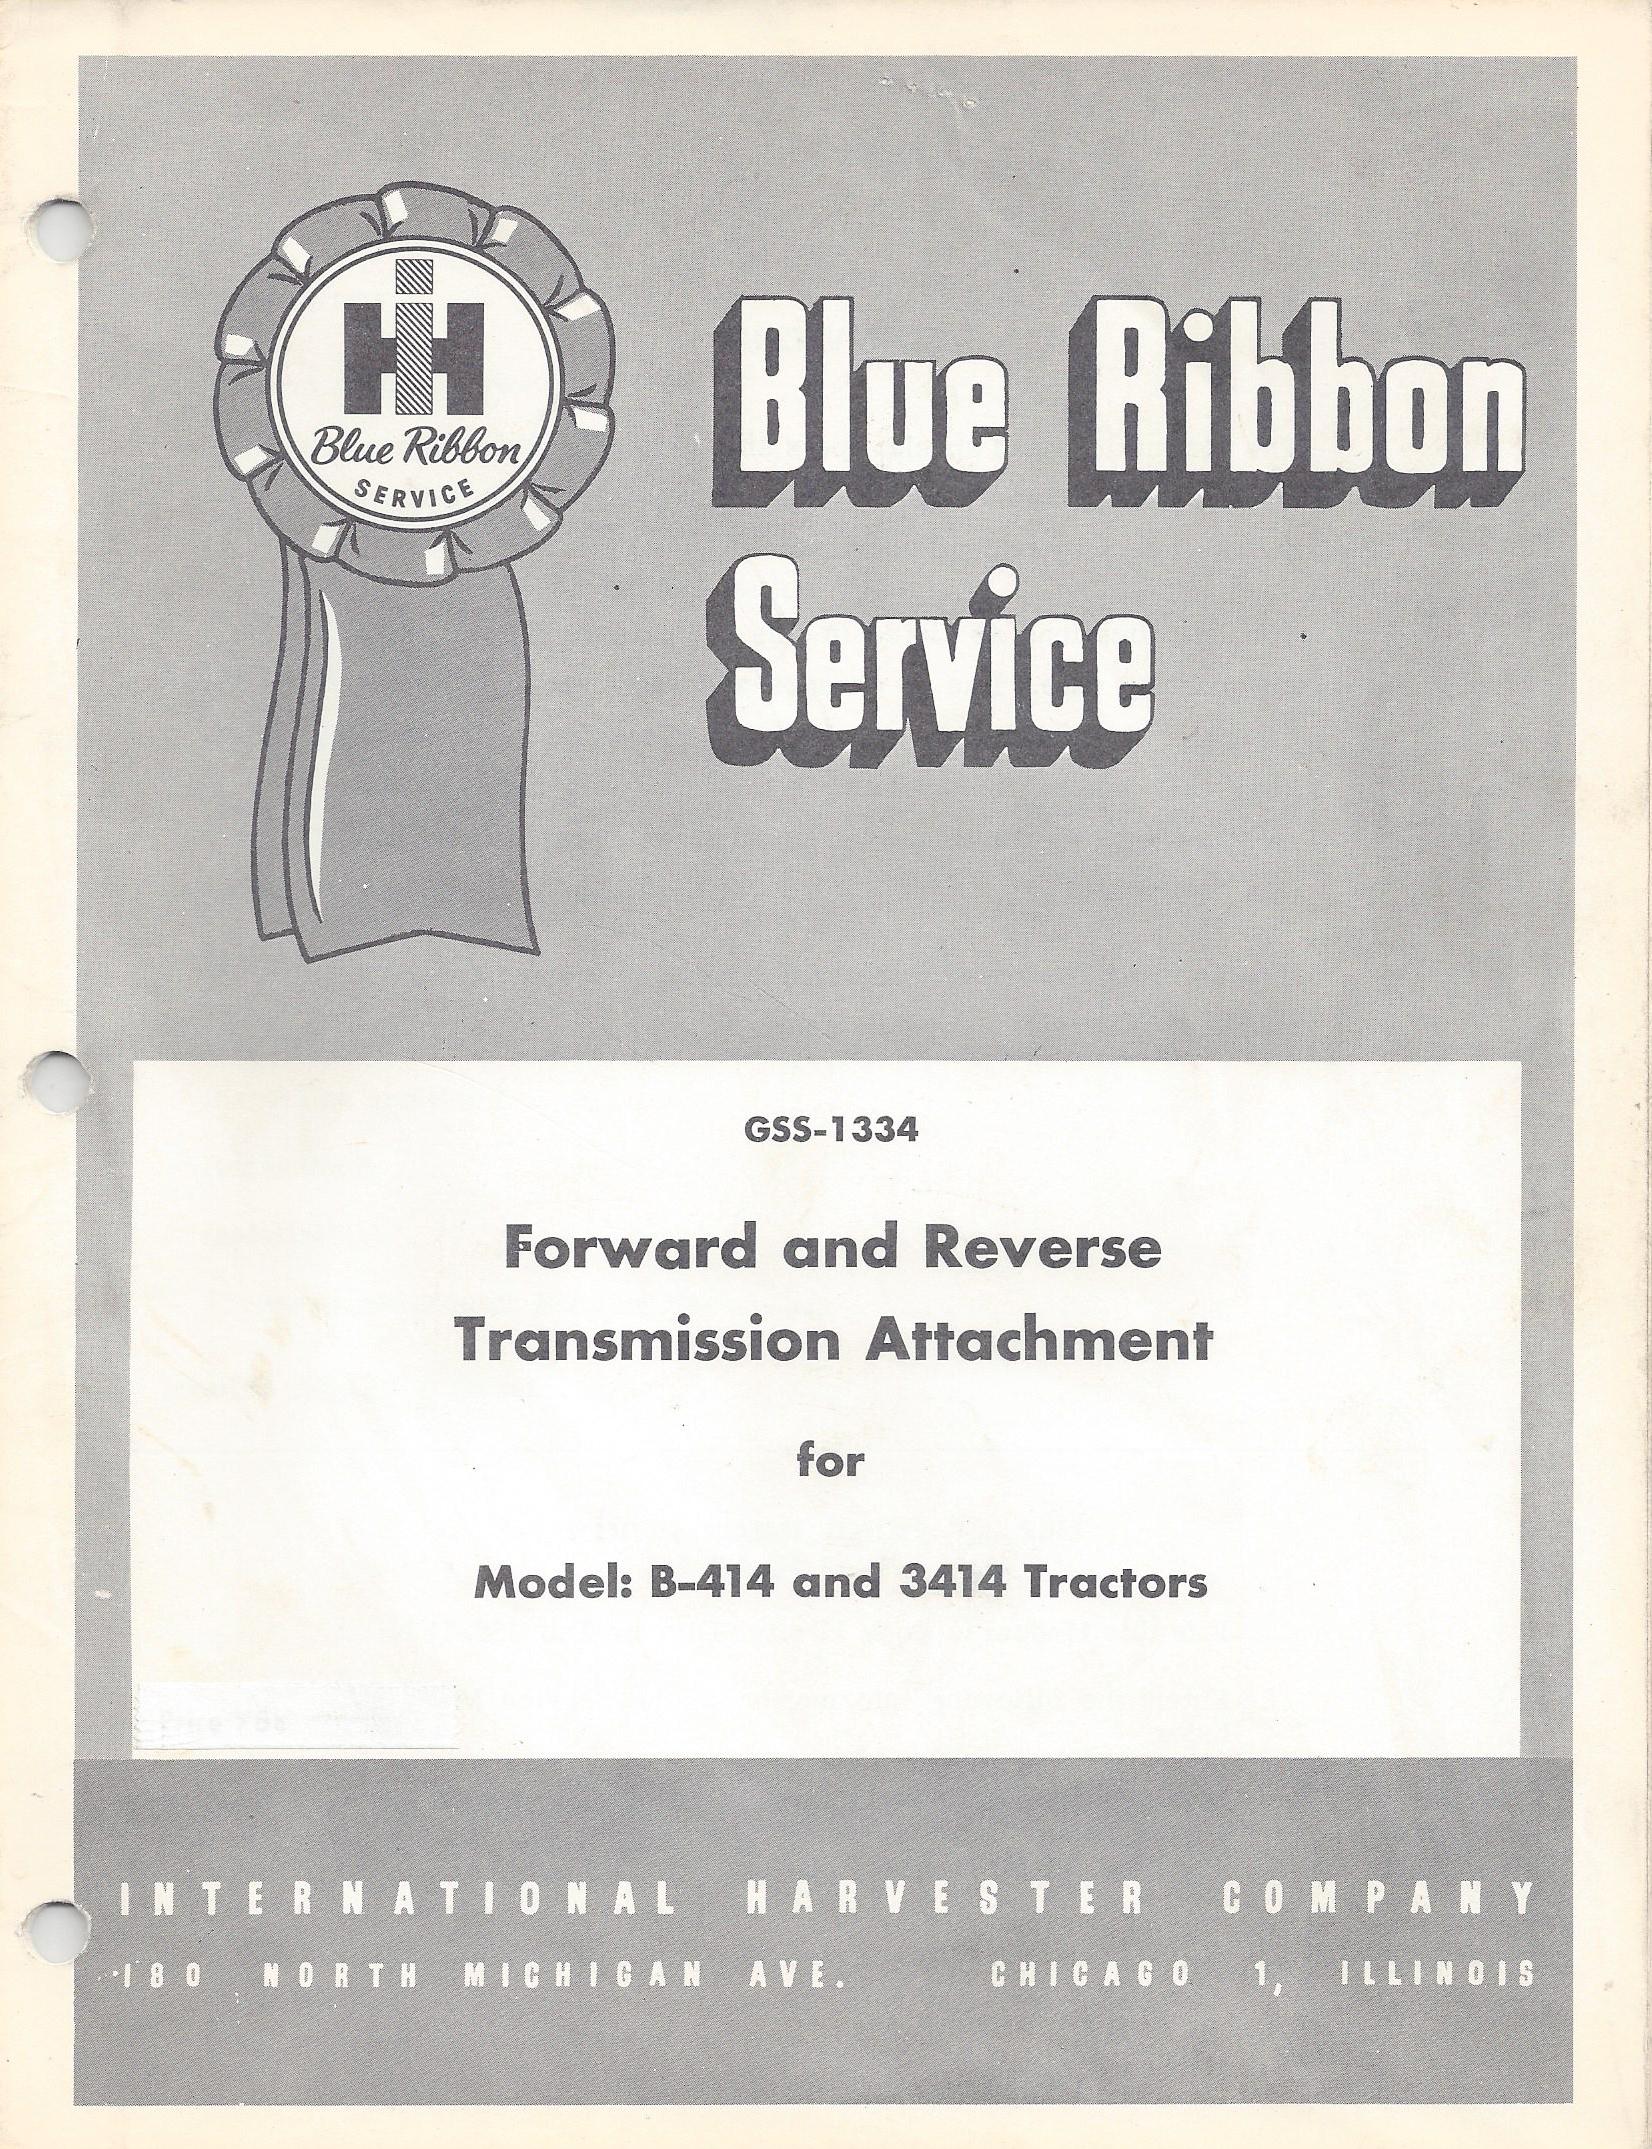 IH
Blue Ribbon
SERVICE
Blue Ribbon
Service
GSS-1334
Forward and Reverse
Transmission Attachment
for
Model: B-414 and 3414 Tractors
INTERNATIONAL HARVESTER COMPANY
180 NORTH MICHIGAN AVE. CHICAGO 1, ILLINOIS